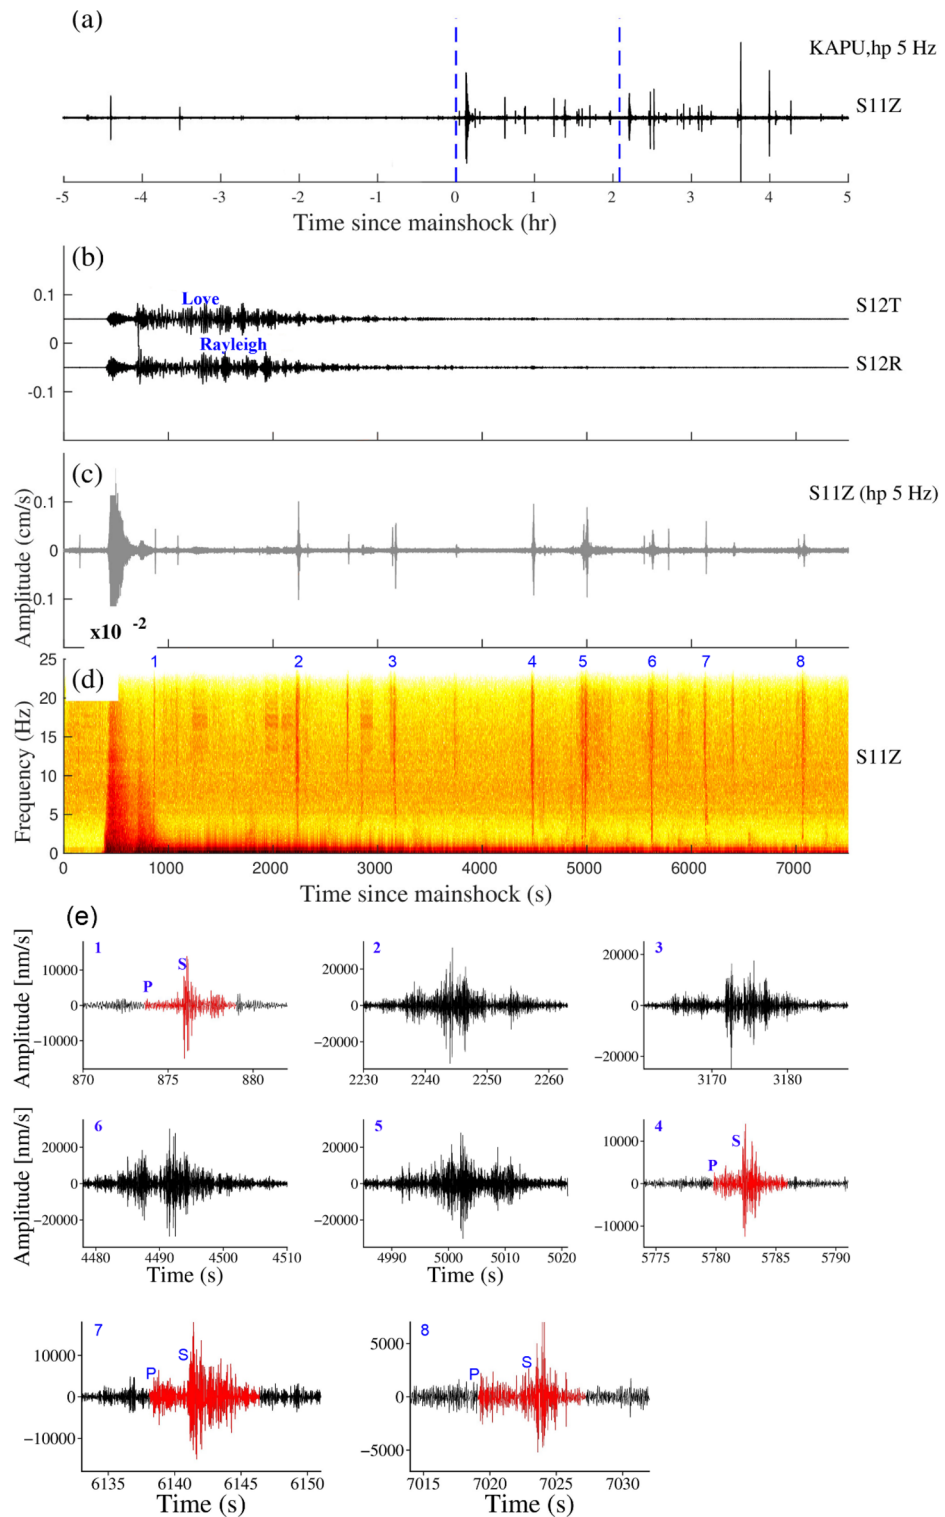 (a)
KAPU,hp 5 Hz
S11Z
-5 -4 -3 -2 -1 0 1 2 3 4 5
Time since mainshock (hr)
(b)
0.1
Love
S12T
0
Rayleigh
S12R
-0.1
(c)
S11Z (hp 5 Hz)
Amplitude (cm/s)
0.1
0
0.1
x10 -2
1 2 3 4 5 6 7 8
(d)
Frequency (Hz)
25
20
15
S11Z
10
5
0
0 1000 2000 3000 4000 5000 6000 7000
Time since mainshock (s)
(e)
Amplitude [nm/s]
1
P
S
10000
0
−10000
870 875 880
2
20000
0
−20000
2230 2240 2250 2260
3
20000
0
−20000
3170 3180
Amplitude [nm/s]
6
20000
0
−20000
4480 4490 4500 4510
Time (s)
5
20000
0
−20000
4990 5000 5010 5020
Time (s)
4
P
S
10000
0
−10000
5775 5780 5785 5790
7
P
S
10000
0
−10000
6135 6140 6145 6150
Time (s)
8
P
S
5000
0
−5000
7015 7020 7025 7030
Time (s)